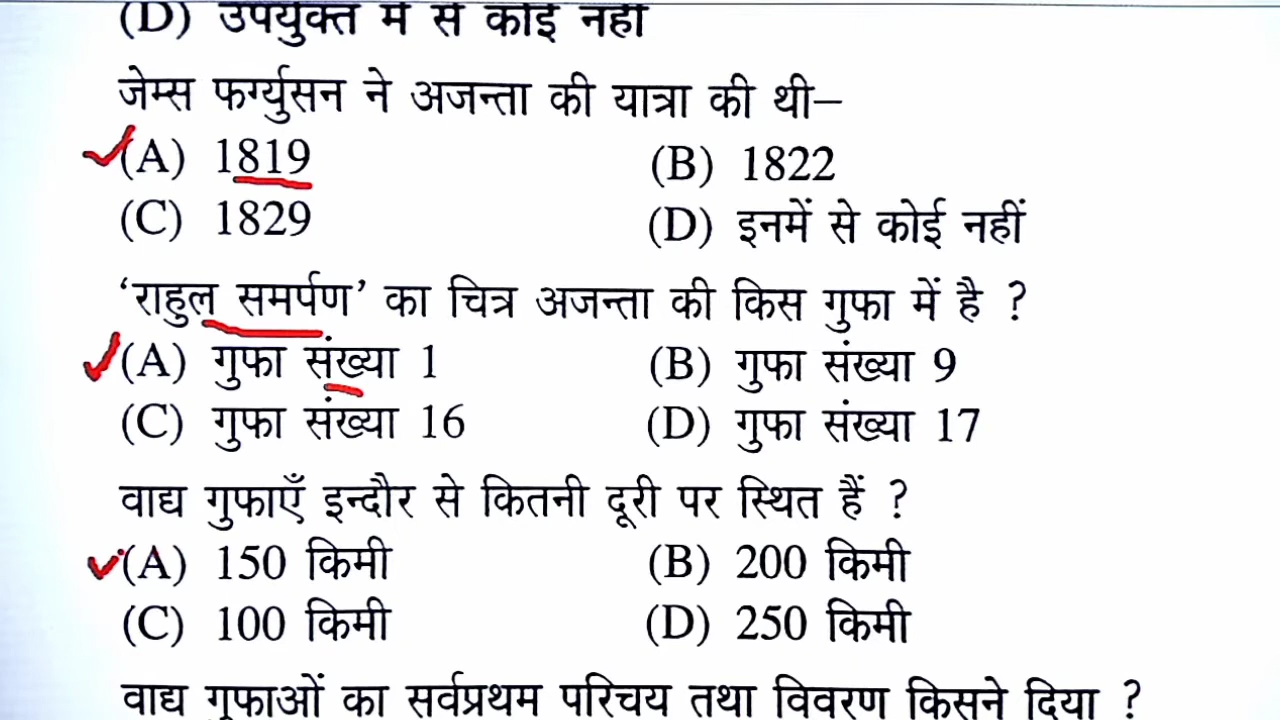 (D) उपर्युक्त में से कोई नहीं
जेम्स फर्ग्युसन ने अजन्ता की यात्रा की थी–
(A) 1819 (B) 1822
(C) 1829 (D) इनमें से कोई नहीं
‘राहुल समर्पण’ का चित्र अजन्ता की किस गुफा में है ?
(A) गुफा संख्या 1 (B) गुफा संख्या 9
(C) गुफा संख्या 16 (D) गुफा संख्या 17
वाद्य गुफाएँ इन्दौर से कितनी दूरी पर स्थित हैं ?
(A) 150 किमी (B) 200 किमी
(C) 100 किमी (D) 250 किमी
वाद्य गुफाओं का सर्वप्रथम परिचय तथा विवरण किसने दिया ?